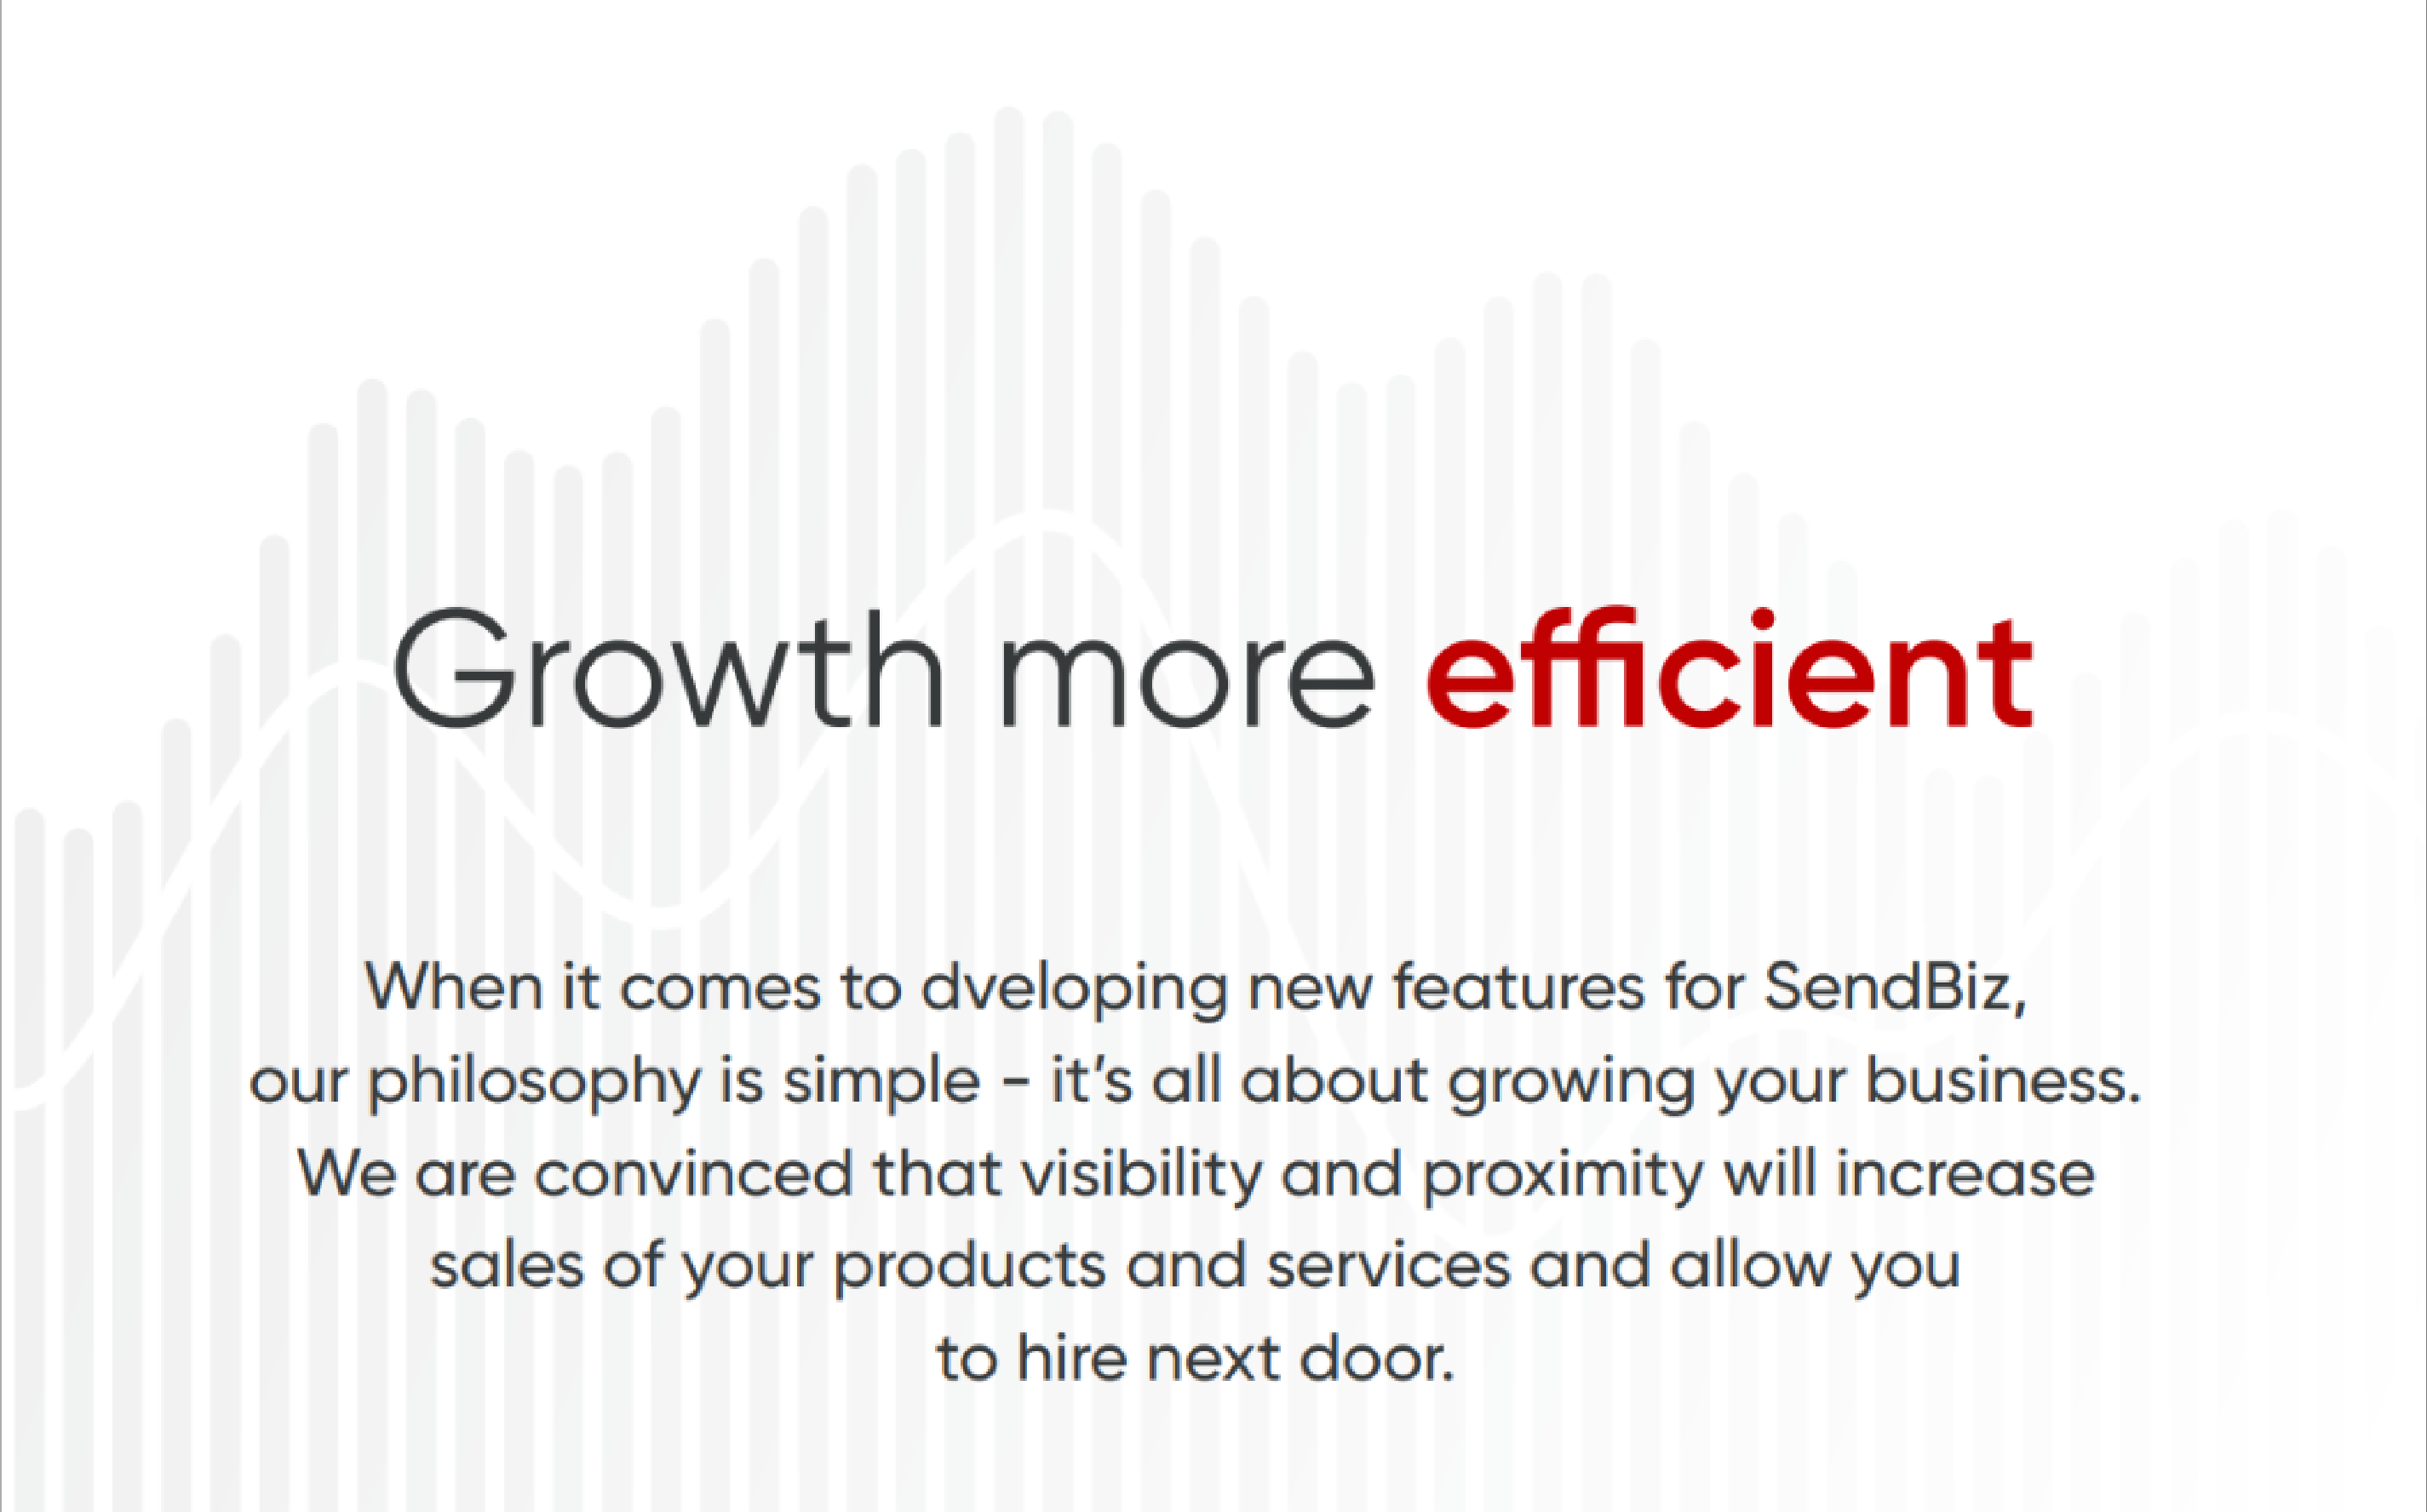 Growth more efficient
When it comes to dveloping new features for SendBiz,
our philosophy is simple - it's all about growing your business.
We are convinced that visibility and proximity will increase
sales of your products and services and allow you
to hire next door.